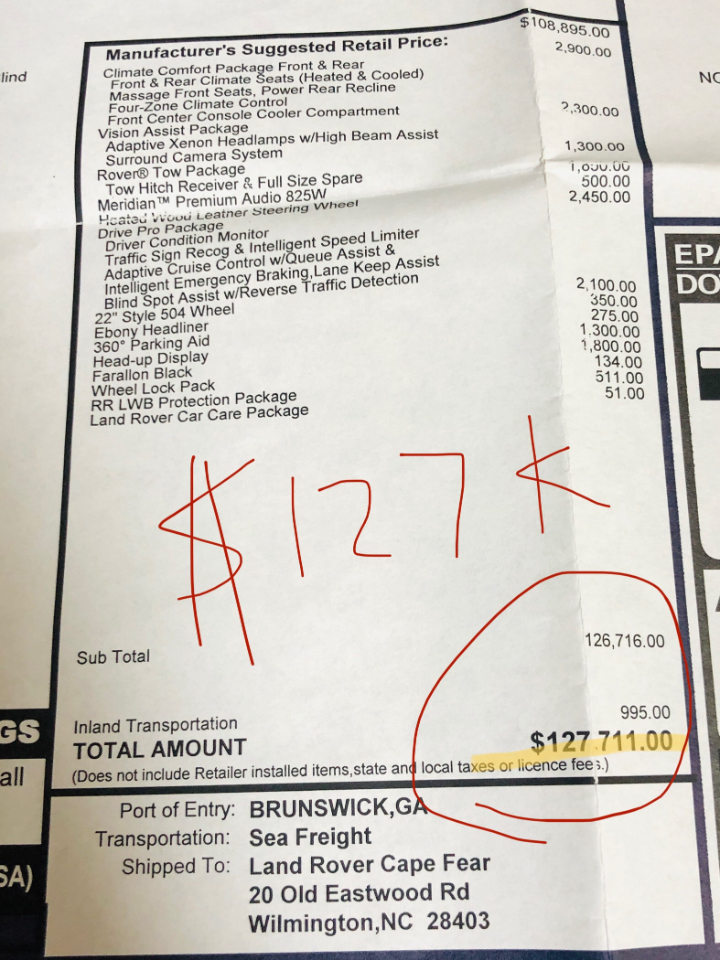 Manufacturer's Suggested Retail Price: $108,895.00
Climate Comfort Package Front & Rear 2,900.00
Front & Rear Climate Seats (Heated & Cooled)
Massage Front Seats, Power Rear Recline
Four-Zone Climate Control
Front Center Console Cooler Compartment
Vision Assist Package 2,300.00
Adaptive Xenon Headlamps w/High Beam Assist
Surround Camera System
Rover® Tow Package 1,300.00
Tow Hitch Receiver & Full Size Spare
Meridian™ Premium Audio 825W 1,850.00
Heated Wood Leather Steering Wheel 500.00
Drive Pro Package 2,450.00
Driver Condition Monitor
Traffic Sign Recog & Intelligent Speed Limiter
Adaptive Cruise Control w/Queue Assist &
Intelligent Emergency Braking,Lane Keep Assist
Blind Spot Assist w/Reverse Traffic Detection
22" Style 504 Wheel 2,100.00
Ebony Headliner 350.00
360° Parking Aid 275.00
Head-up Display 1,300.00
Farallon Black 1,800.00
Wheel Lock Pack 134.00
RR LWB Protection Package 511.00
Land Rover Car Care Package 51.00
$127K
Sub Total 126,716.00
Inland Transportation 995.00
TOTAL AMOUNT $127,711.00
(Does not include Retailer installed items,state and local taxes or licence fees.)
Port of Entry: BRUNSWICK,GA
Transportation: Sea Freight
Shipped To: Land Rover Cape Fear
20 Old Eastwood Rd
Wilmington,NC 28403
lind
GS
all
SA)
NO
EPA
DO